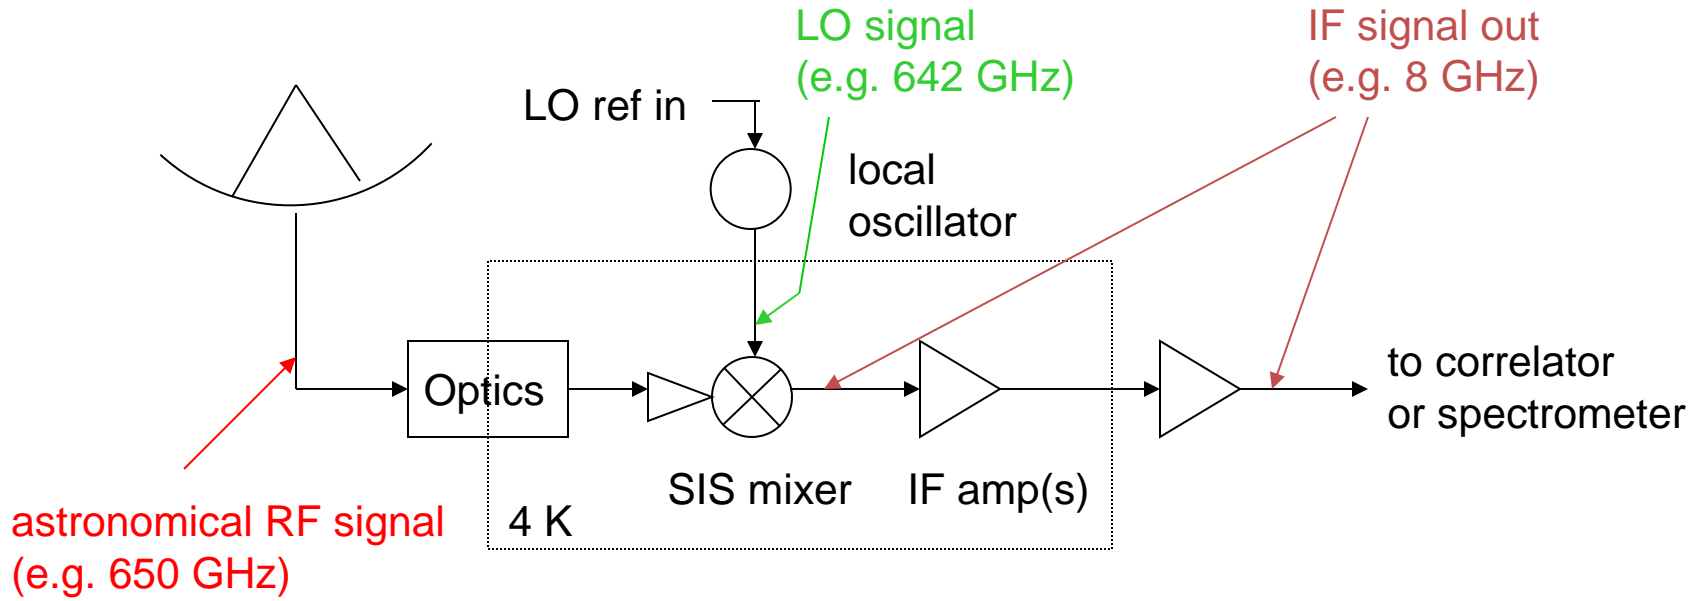 LO signal
(e.g. 642 GHz)
IF signal out
(e.g. 8 GHz)
LO ref in
local
oscillator
Optics
to correlator
or spectrometer
SIS mixer
IF amp(s)
4 K
astronomical RF signal
(e.g. 650 GHz)